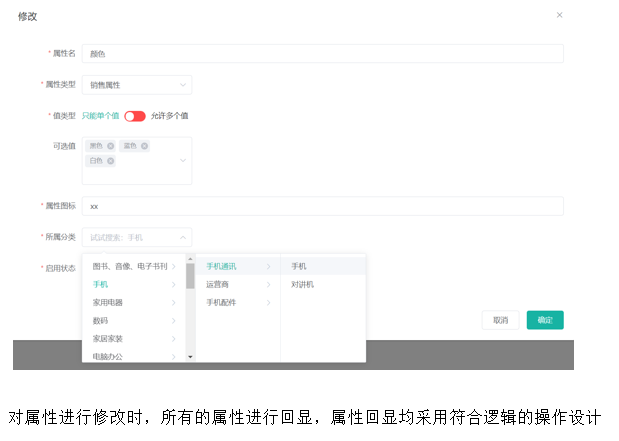 修改
* 属性名 颜色
* 属性类型 销售属性
* 值类型 只能单个值 允许多个值
可选值 黑色 蓝色
白色
* 属性图标 xx
* 所属分类 试试搜索：手机
* 启用状态
图书、音像、电子书刊 手机通讯 手机
手机 运营商 对讲机
家用电器 手机配件
数码
家居家装
电脑办公
取消 确定
对属性进行修改时，所有的属性进行回显，属性回显均采用符合逻辑的操作设计